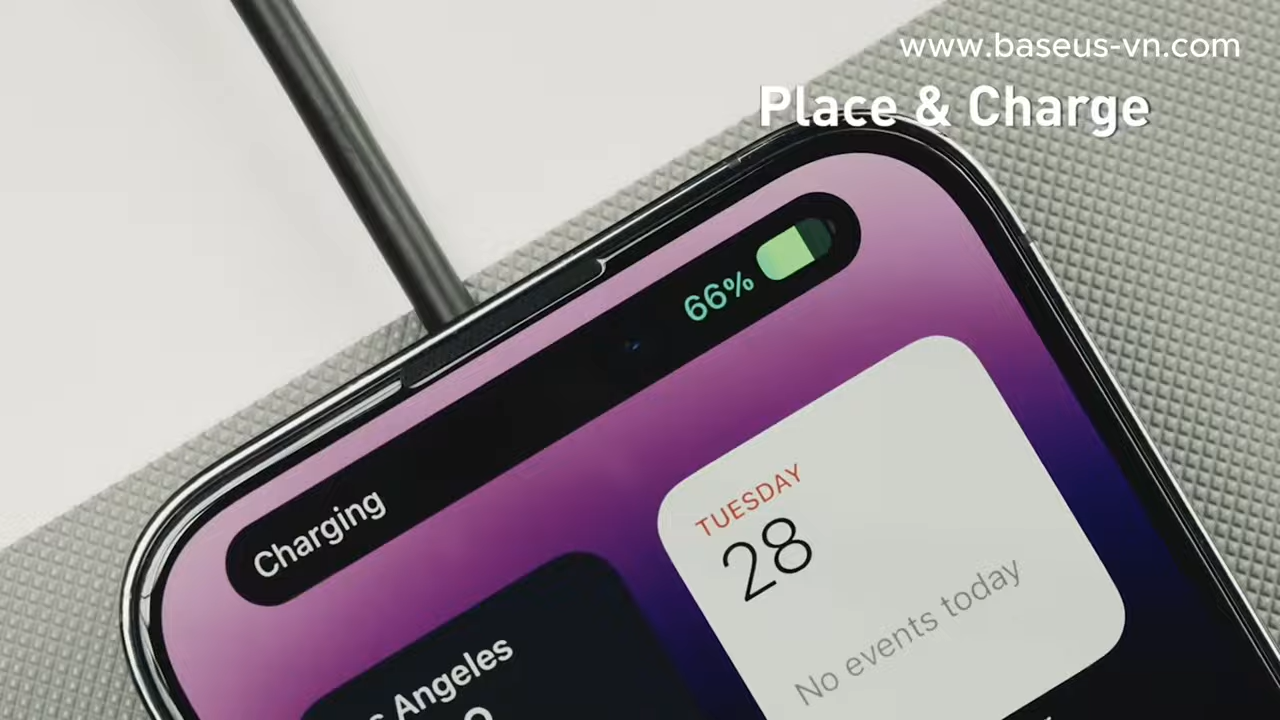 www.baseus-vn.com
Place & Charge
66%
Charging
TUESDAY
28
No events today
Angeles